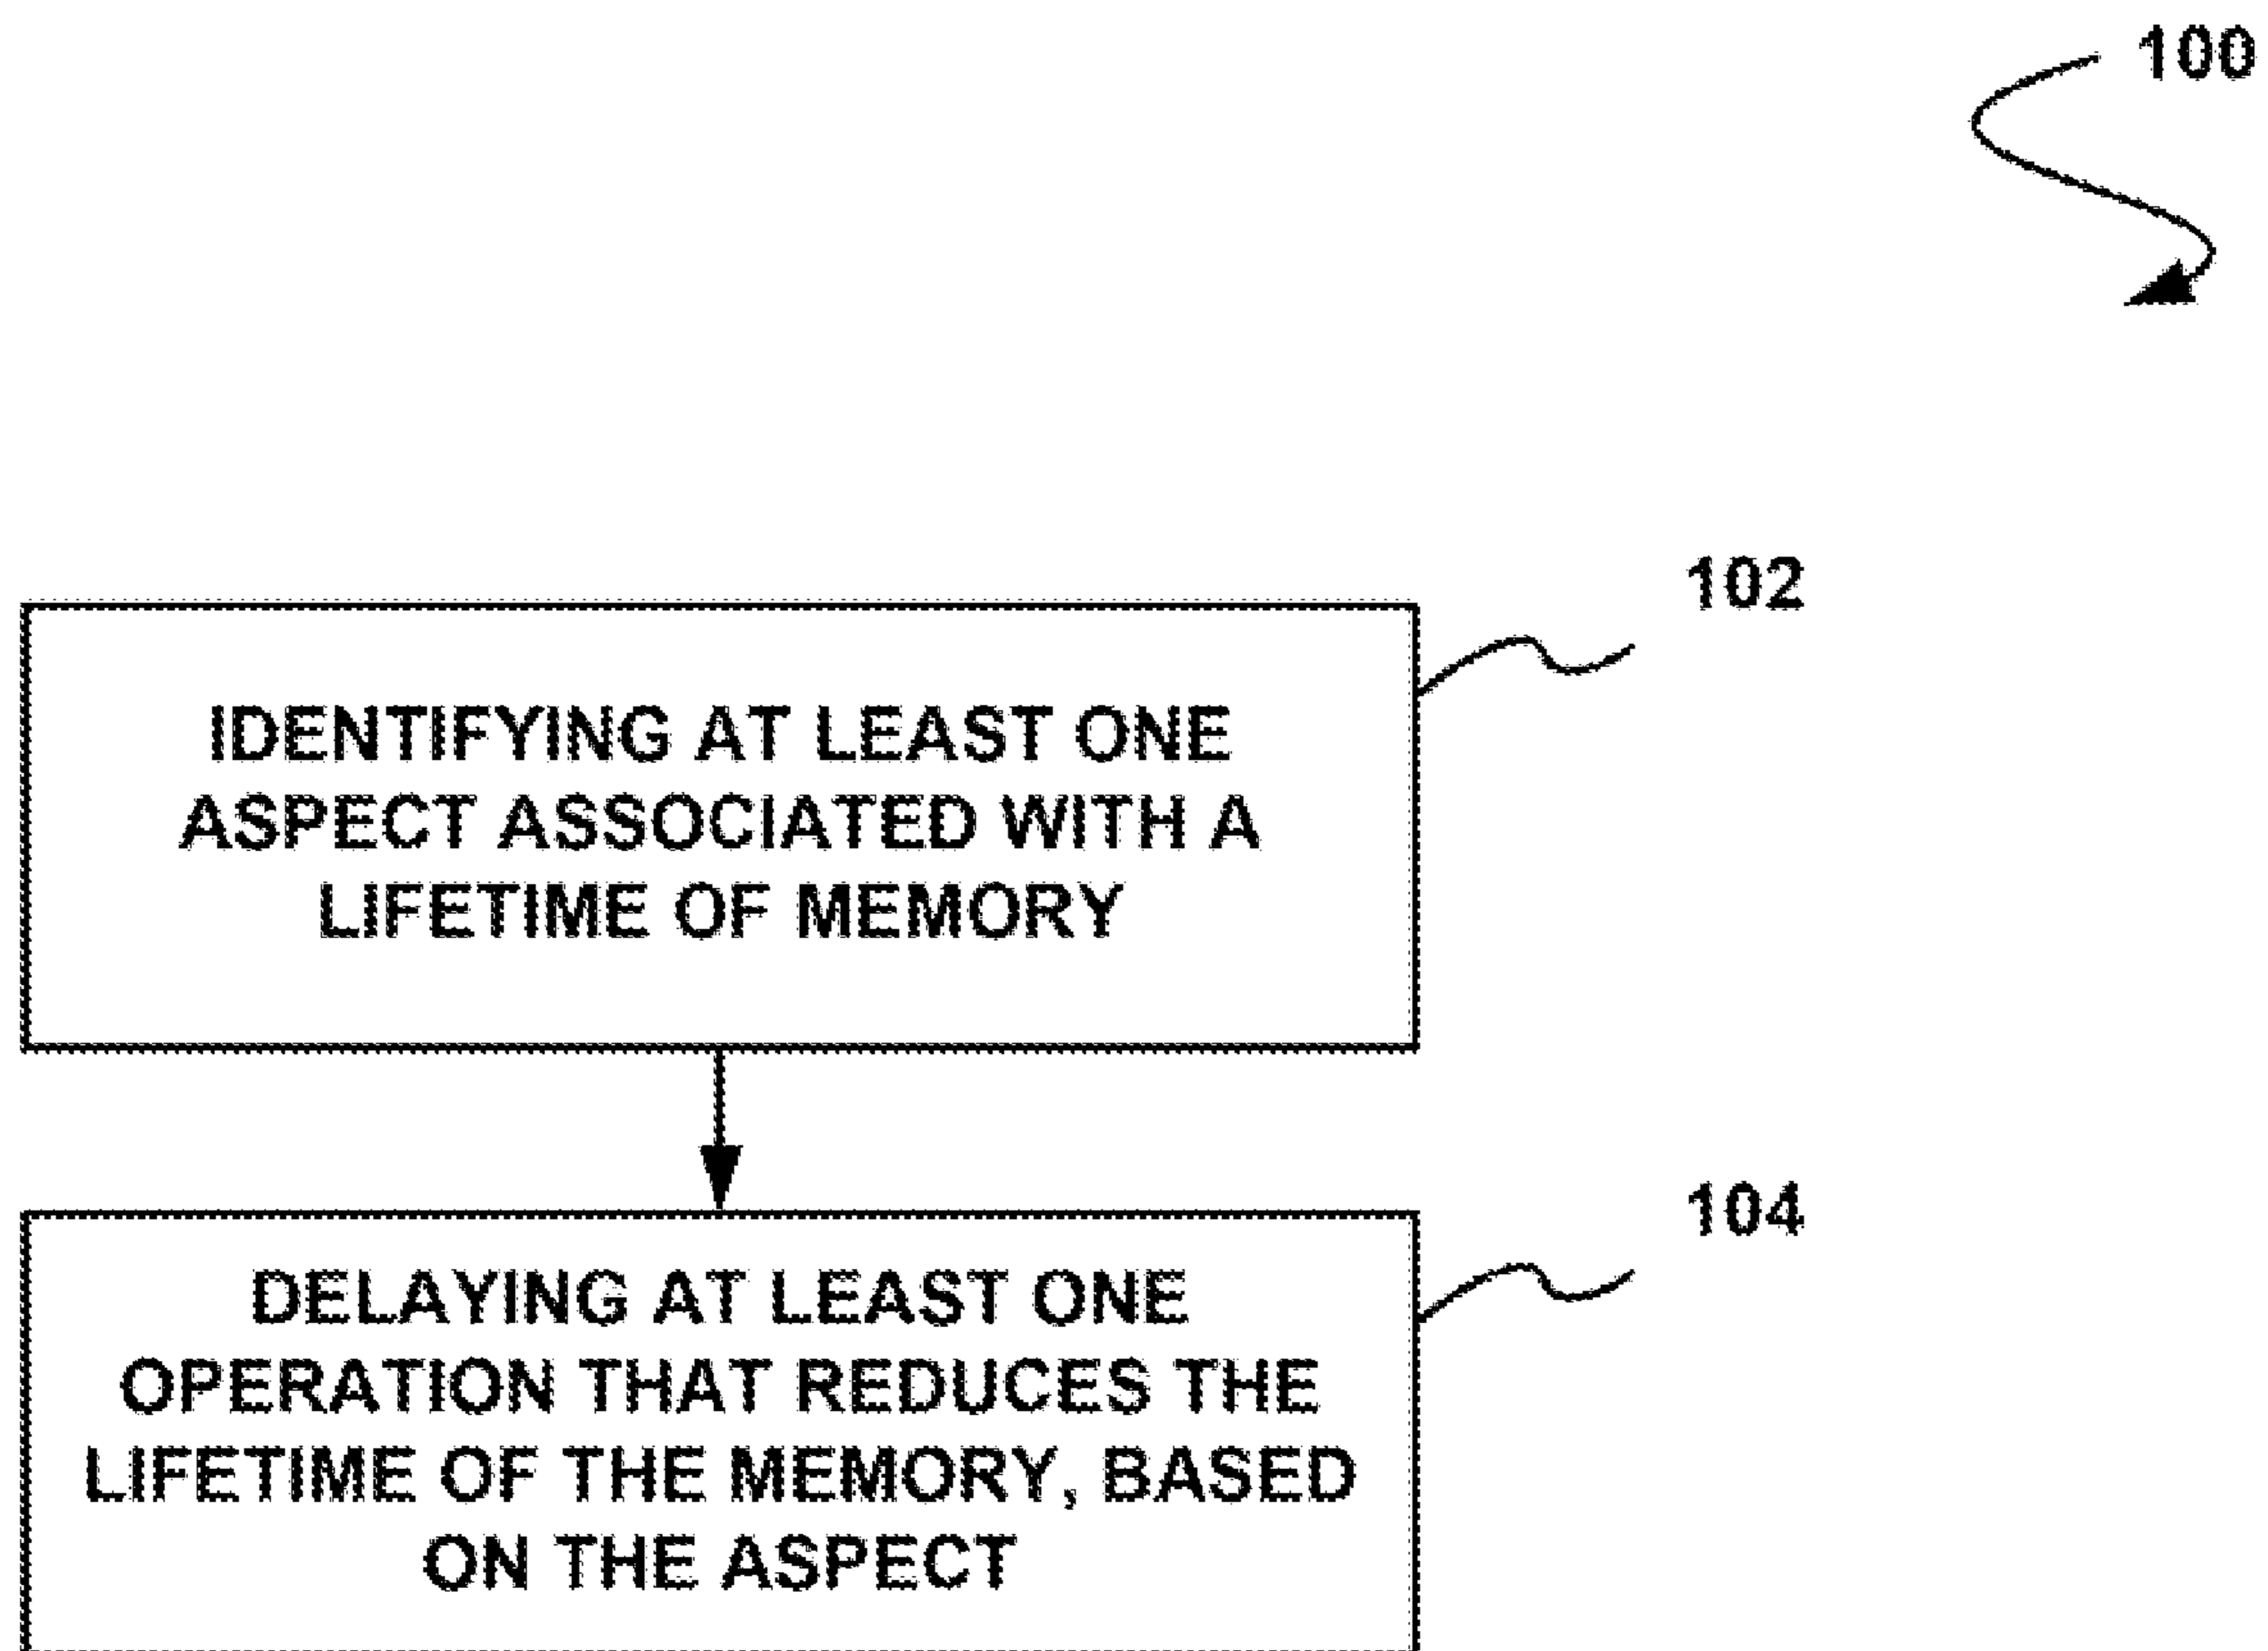 100
102
IDENTIFYING AT LEAST ONE
ASPECT ASSOCIATED WITH A
LIFETIME OF MEMORY
104
DELAYING AT LEAST ONE
OPERATION THAT REDUCES THE
LIFETIME OF THE MEMORY, BASED
ON THE ASPECT